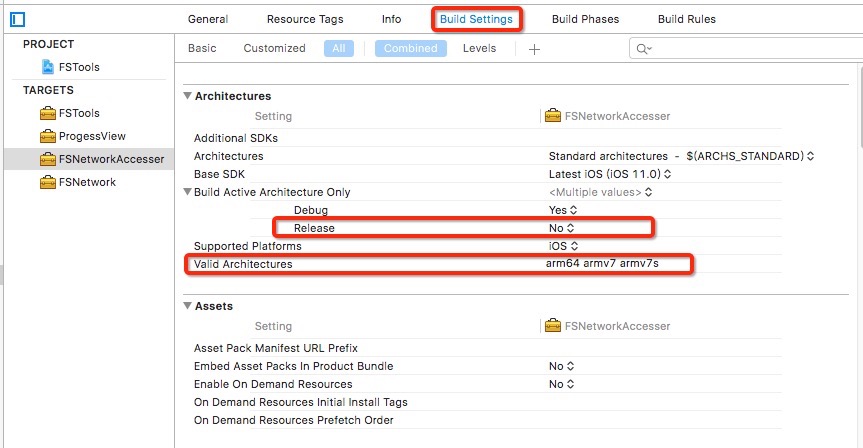 General Resource Tags Info Build Settings Build Phases Build Rules
PROJECT
FSTools
TARGETS
FSTools
ProgessView
FSNetworkAccesser
FSNetwork
Basic Customized All Combined Levels +
Architectures
Setting FSNetworkAccesser
Additional SDKs
Architectures Standard architectures - $(ARCHS_STANDARD)
Base SDK Latest iOS (iOS 11.0)
Build Active Architecture Only <Multiple values>
Debug Yes
Release No
Supported Platforms iOS
Valid Architectures arm64 armv7 armv7s
Assets
Setting FSNetworkAccesser
Asset Pack Manifest URL Prefix
Embed Asset Packs In Product Bundle No
Enable On Demand Resources No
On Demand Resources Initial Install Tags
On Demand Resources Prefetch Order